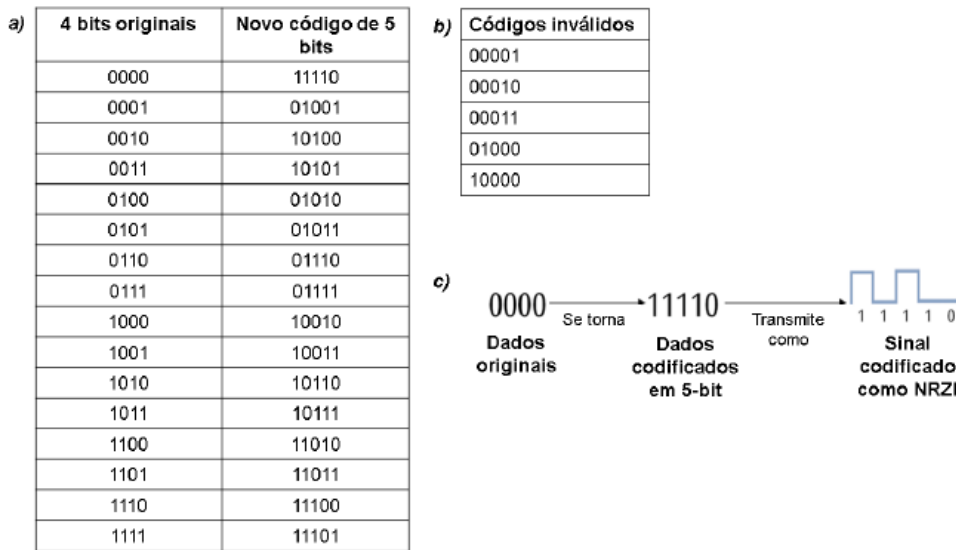 a)
4 bits originais Novo código de 5 bits
0000 11110
0001 01001
0010 10100
0011 10101
0100 01010
0101 01011
0110 01110
0111 01111
1000 10010
1001 10011
1010 10110
1011 10111
1100 11010
1101 11011
1110 11100
1111 11101
b)
Códigos inválidos
00001
00010
00011
01000
10000
c)
0000 Se torna 11110 Transmite como 1 1 1 1 0
Dados originais
Dados codificados em 5-bit
Sinal codificado como NRZI